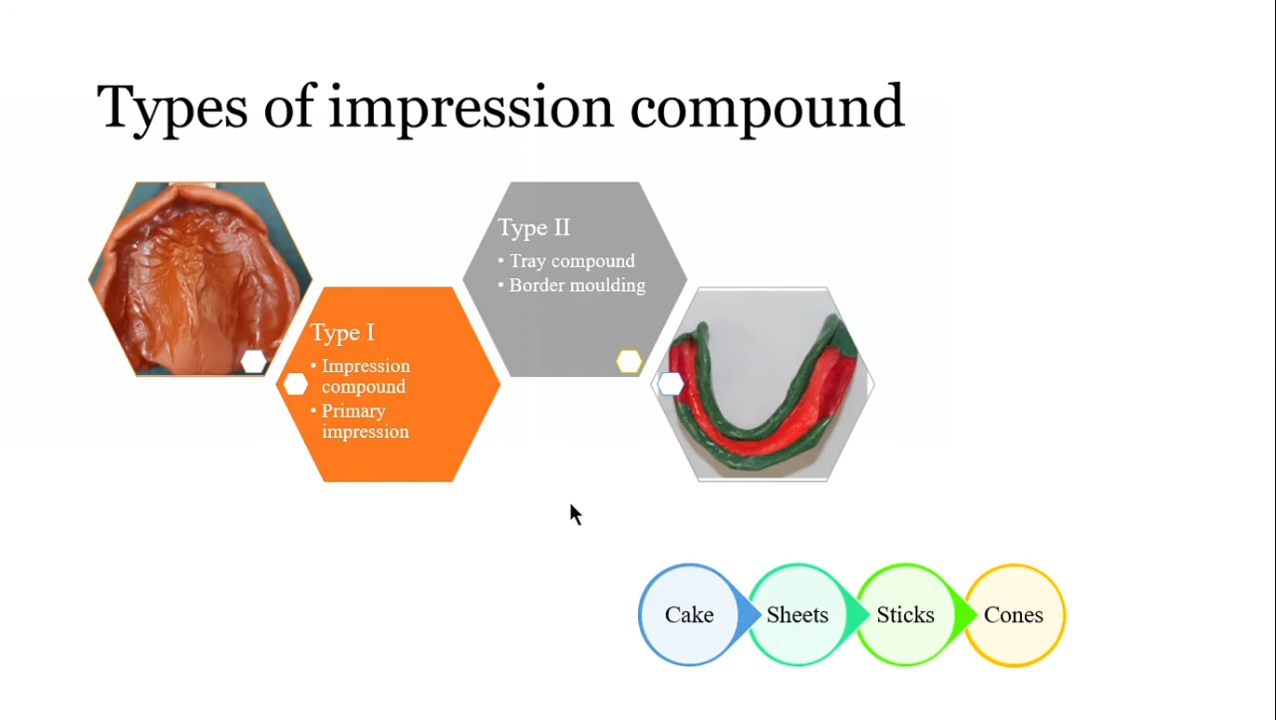 Types of impression compound
Type I
• Impression
compound
• Primary
impression
Type II
• Tray compound
• Border moulding
Cake
Sheets
Sticks
Cones